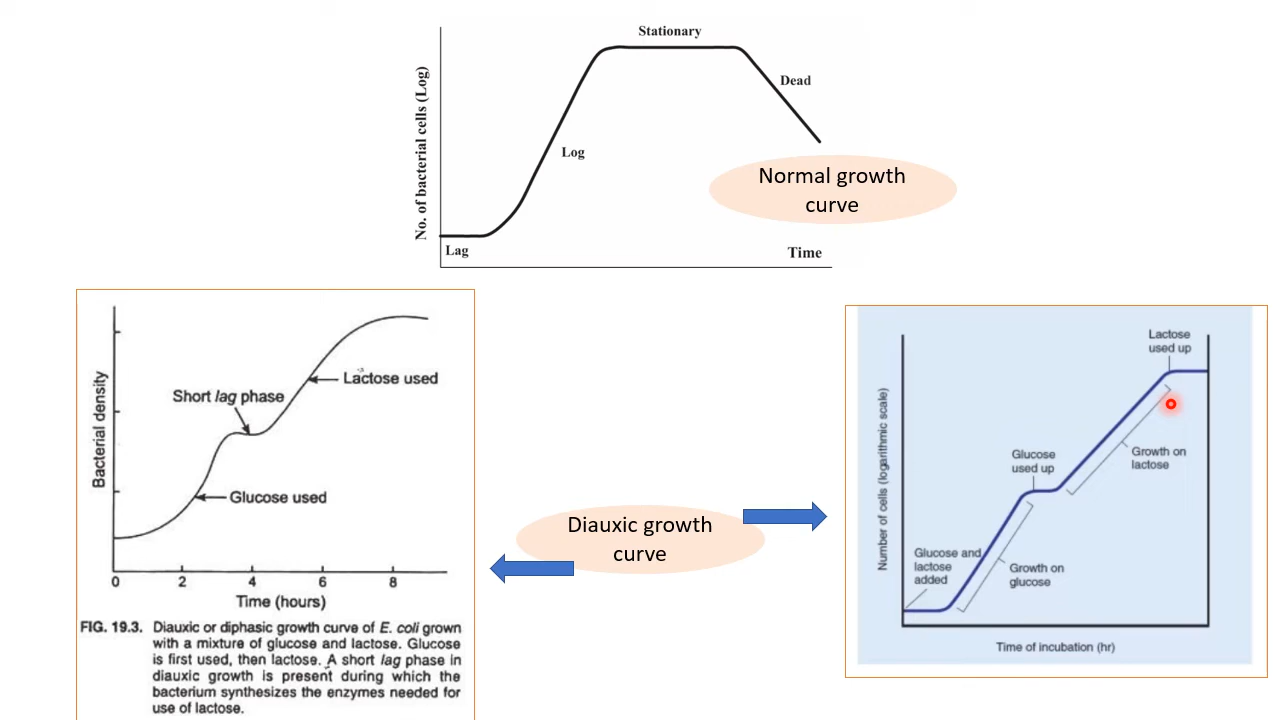 Stationary
Dead
No. of bacterial cells (Log)
Log
Normal growth
curve
Lag
Time
Bacterial density
Short lag phase
Lactose used
Glucose used
0 2 4 6 8
Time (hours)
FIG. 19.3. Diauxic or diphasic growth curve of E. coli grown
with a mixture of glucose and lactose. Glucose
is first used, then lactose. A short lag phase in
diauxic growth is present during which the
bacterium synthesizes the enzymes needed for
use of lactose.
Diauxic growth
curve
Lactose
used up
Number of cells (logarithmic scale)
Growth on
lactose
Glucose
used up
Glucose and
lactose
added
Growth on
glucose
Time of incubation (hr)